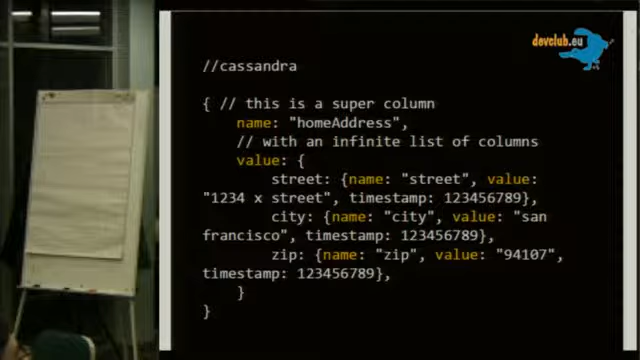 devclub.eu
//cassandra
{ // this is a super column
name: "homeAddress",
// with an infinite list of columns
value: {
street: {name: "street", value:
"1234 x street", timestamp: 123456789},
city: {name: "city", value: "san
francisco", timestamp: 123456789},
zip: {name: "zip", value: "94107",
timestamp: 123456789},
}
}